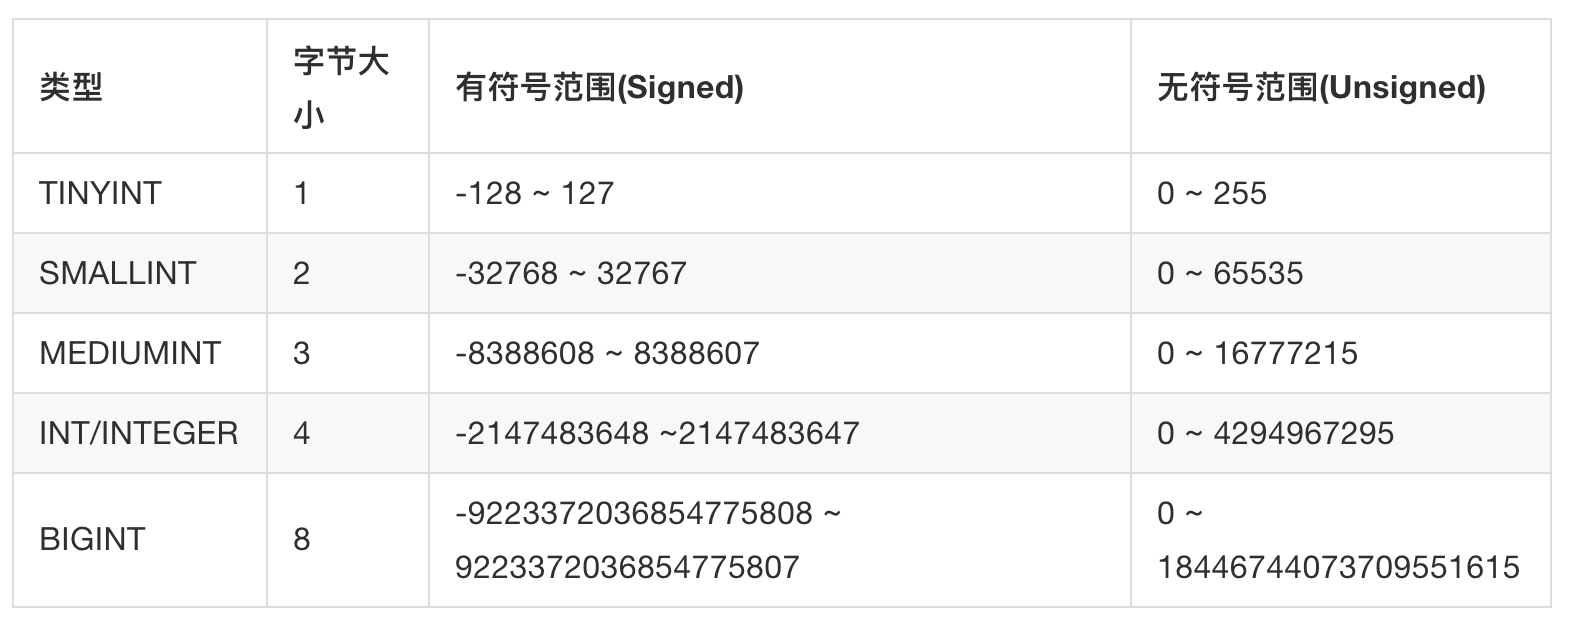 类型
字节大
小
有符号范围(Signed)
无符号范围(Unsigned)
TINYINT
1
-128 ~ 127
0 ~ 255
SMALLINT
2
-32768 ~ 32767
0 ~ 65535
MEDIUMINT
3
-8388608 ~ 8388607
0 ~ 16777215
INT/INTEGER
4
-2147483648 ~2147483647
0 ~ 4294967295
BIGINT
8
-9223372036854775808 ~
9223372036854775807
0 ~
18446744073709551615